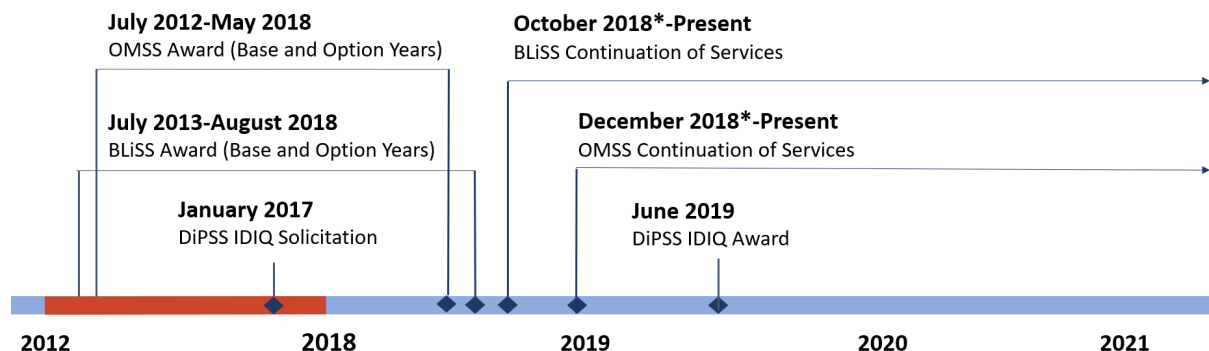 July 2012-May 2018
OMSS Award (Base and Option Years)
October 2018*-Present
BLiSS Continuation of Services
July 2013-August 2018
BLiSS Award (Base and Option Years)
December 2018*-Present
OMSS Continuation of Services
January 2017
DiPSS IDIQ Solicitation
June 2019
DiPSS IDIQ Award
2012
2018
2019
2020
2021